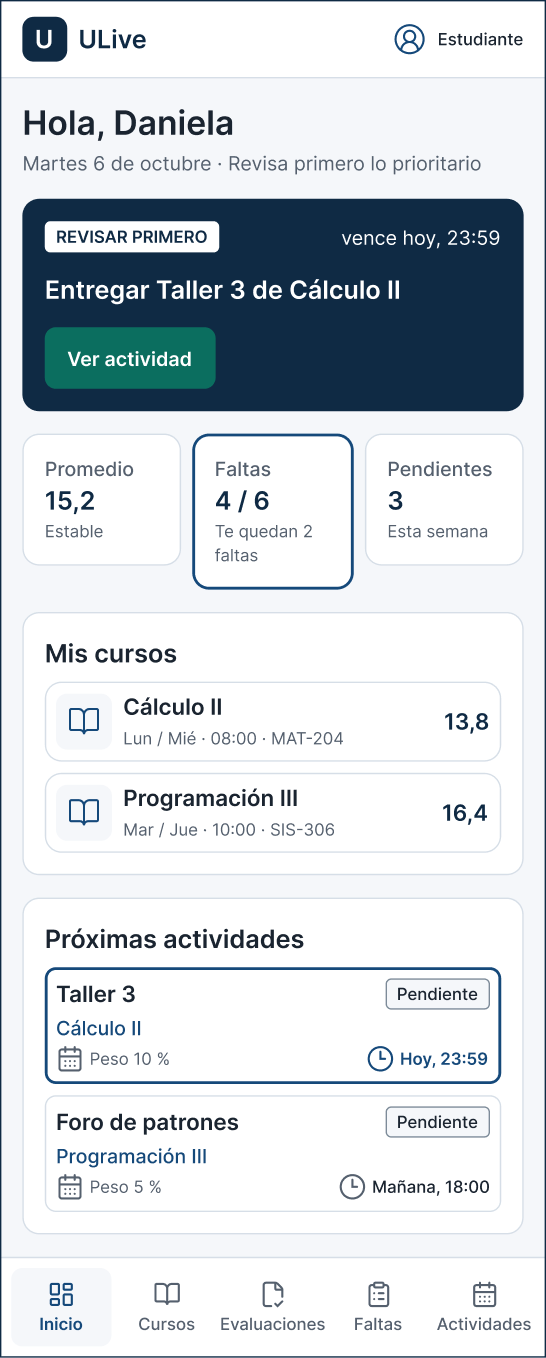 U ULive
Estudiante
Hola, Daniela
Martes 6 de octubre · Revisa primero lo prioritario
REVISAR PRIMERO
vence hoy, 23:59
Entregar Taller 3 de Cálculo II
Ver actividad
Promedio
15,2
Estable
Faltas
4 / 6
Te quedan 2
faltas
Pendientes
3
Esta semana
Mis cursos
Cálculo II
Lun / Mié · 08:00 · MAT-204
13,8
Programación III
Mar / Jue · 10:00 · SIS-306
16,4
Próximas actividades
Taller 3
Pendiente
Cálculo II
Peso 10 %
Hoy, 23:59
Foro de patrones
Pendiente
Programación III
Peso 5 %
Mañana, 18:00
Inicio
Cursos
Evaluaciones
Faltas
Actividades